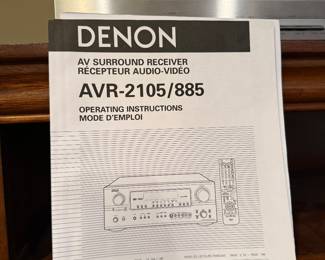 DENON
AV SURROUND RECEIVER
RÉCEPTEUR AUDIO-VIDÉO
AVR-2105/885
OPERATING INSTRUCTIONS
MODE D'EMPLOI